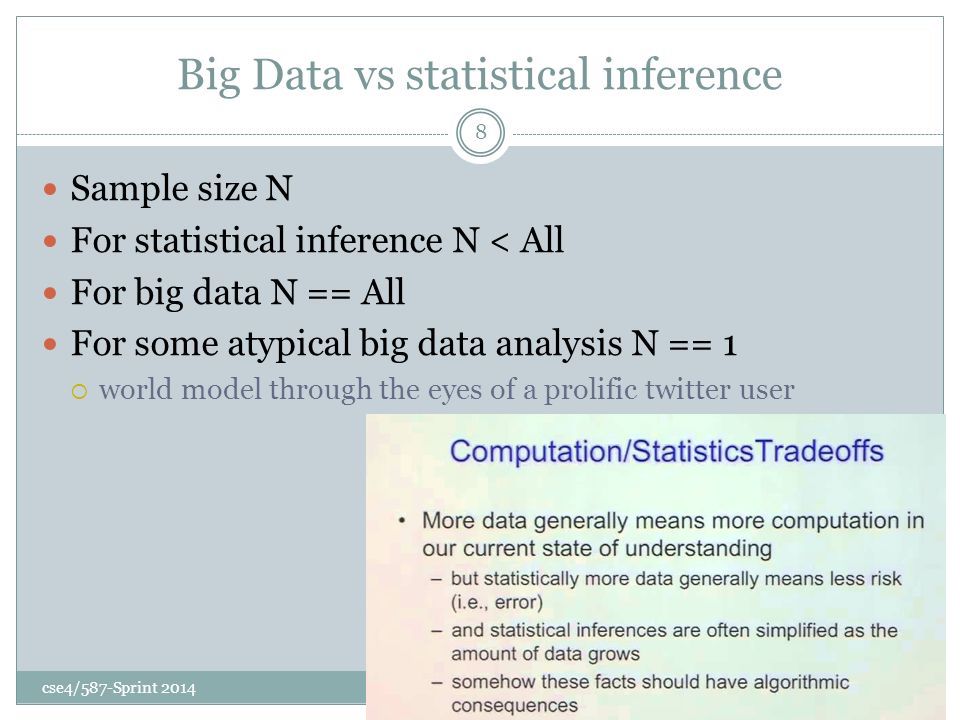 Big Data vs statistical inference
8
Sample size N
For statistical inference N < All
For big data N == All
For some atypical big data analysis N == 1
world model through the eyes of a prolific twitter user
Computation/StatisticsTradeoffs
• More data generally means more computation in
our current state of understanding
– but statistically more data generally means less risk
(i.e., error)
– and statistical inferences are often simplified as the
amount of data grows
– somehow these facts should have algorithmic
consequences
cse4/587-Sprint 2014